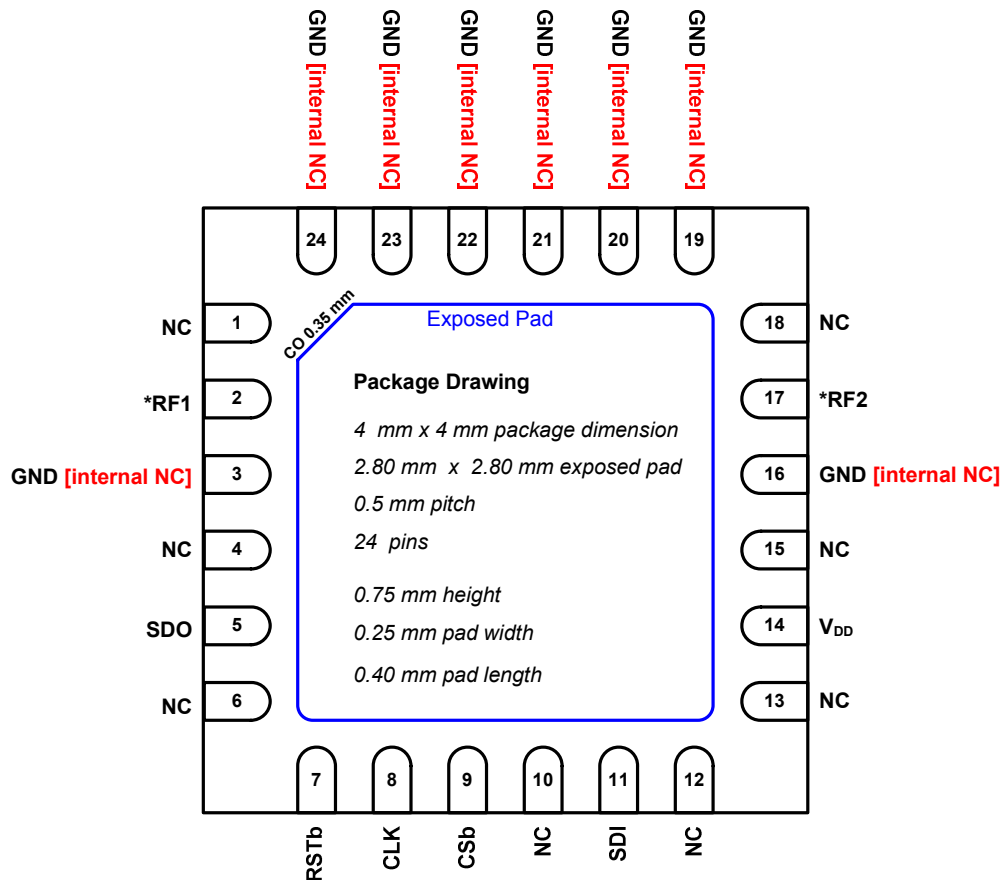 GND [internal NC]
GND [internal NC]
GND [internal NC]
GND [internal NC]
GND [internal NC]
GND [internal NC]
24
23
22
21
20
19
NC
1
*RF1
2
GND [internal NC]
3
NC
4
SDO
5
NC
6
CO 0.35 mm
Exposed Pad
Package Drawing
4 mm x 4 mm package dimension
2.80 mm x 2.80 mm exposed pad
0.5 mm pitch
24 pins
0.75 mm height
0.25 mm pad width
0.40 mm pad length
18
NC
17
*RF2
16
GND [internal NC]
15
NC
14
VDD
13
NC
7
8
9
10
11
12
RSTb
CLK
CSb
NC
SDI
NC